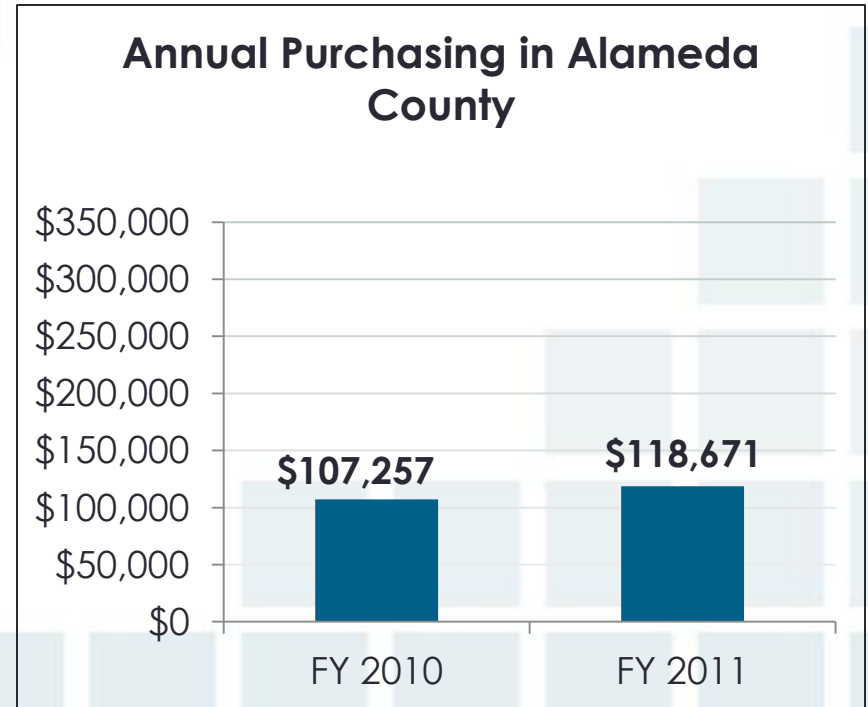 Annual Purchasing in Alameda
County
$350,000
$300,000
$250,000
$200,000
$150,000
$100,000
$50,000
$0
$107,257
$118,671
FY 2010
FY 2011